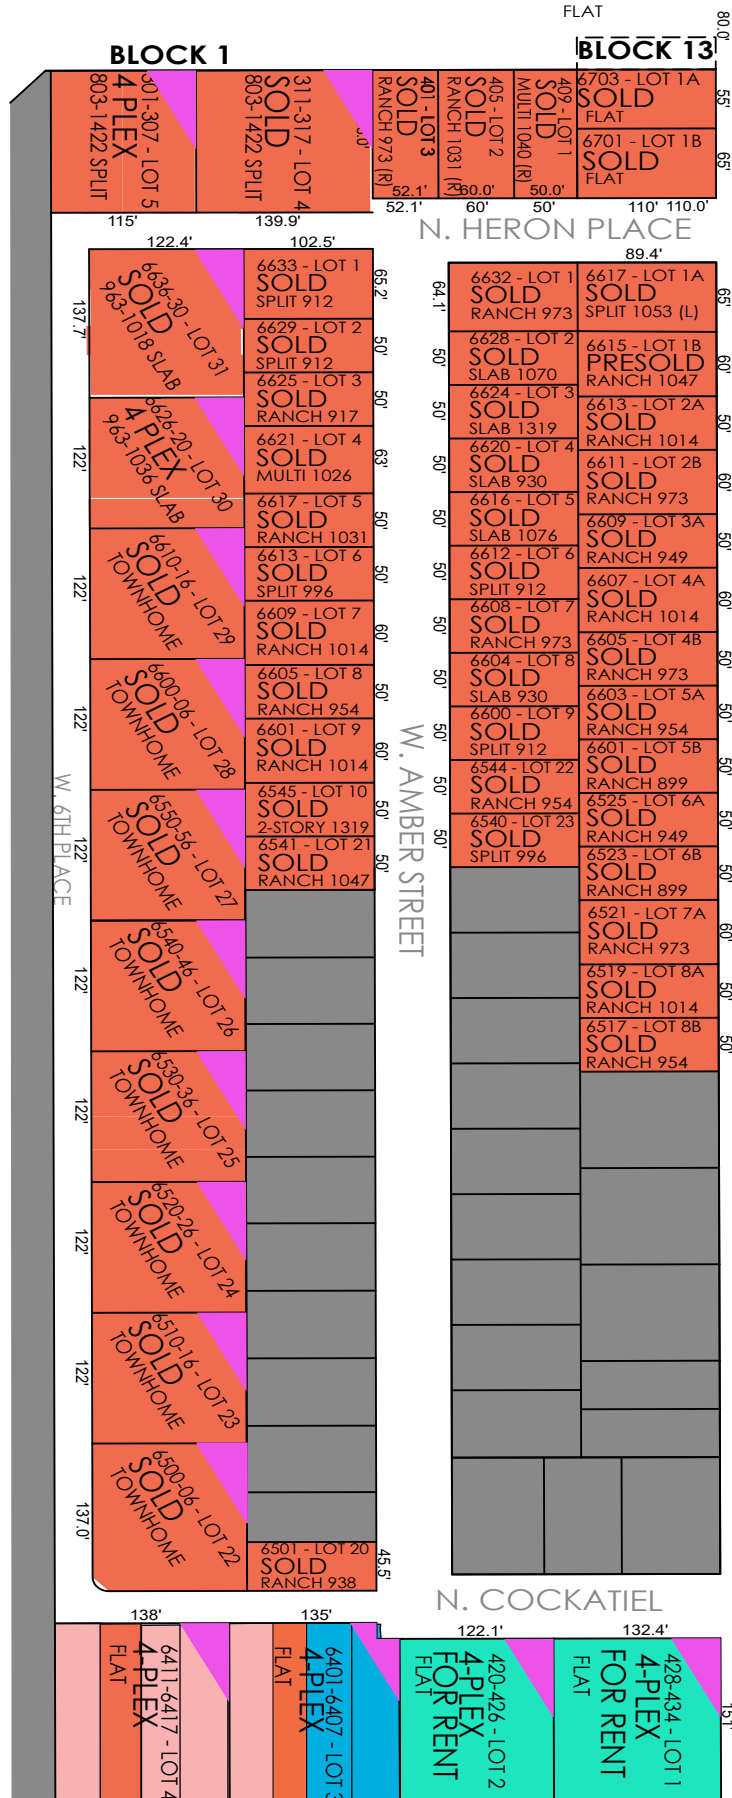 FLAT
80.0'
BLOCK 1
BLOCK 13
301-307 - LOT 5
4 PLEX
803-1422 SPLIT
311-317 - LOT 4
SOLD
803-1422 SPLIT
401 - LOT 3
SOLD
RANCH 973 (R)
405 - LOT 2
SOLD
RANCH 1031 (R)
409 - LOT 1
SOLD
MULTI 1040 (R)
6703 - LOT 1A
SOLD
FLAT
55'
6701 - LOT 1B
SOLD
FLAT
65'
52.1'
60.0'
50.0'
115'
139.9'
52.1'
60'
50'
110'
110.0'
N. HERON PLACE
122.4'
102.5'
89.4'
6636-30 - LOT 31
SOLD
963-1018 SLAB
137.7'
6626-20 - LOT 30
4 PLEX
963-1036 SLAB
122'
6610-16 - LOT 29
SOLD
TOWNHOME
122'
6600-06 - LOT 28
SOLD
TOWNHOME
122'
6550-56 - LOT 27
SOLD
TOWNHOME
122'
6540-46 - LOT 26
SOLD
TOWNHOME
122'
6530-36 - LOT 25
SOLD
TOWNHOME
122'
6520-26 - LOT 24
SOLD
TOWNHOME
122'
6510-16 - LOT 23
SOLD
TOWNHOME
122'
6500-06 - LOT 22
SOLD
TOWNHOME
137.0'
W. 6TH PLACE
6633 - LOT 1
SOLD
SPLIT 912
65.2'
6629 - LOT 2
SOLD
SPLIT 912
50'
6625 - LOT 3
SOLD
RANCH 917
50'
6621 - LOT 4
SOLD
MULTI 1026
63'
6617 - LOT 5
SOLD
RANCH 1031
50'
6613 - LOT 6
SOLD
SPLIT 996
50'
6609 - LOT 7
SOLD
RANCH 1014
60'
6605 - LOT 8
SOLD
RANCH 954
50'
6601 - LOT 9
SOLD
RANCH 1014
60'
6545 - LOT 10
SOLD
2-STORY 1319
50'
6541 - LOT 21
SOLD
RANCH 1047
50'
6501 - LOT 20
SOLD
RANCH 938
45.5'
W. AMBER STREET
64.1'
6632 - LOT 1
SOLD
RANCH 973
50'
6628 - LOT 2
SOLD
SLAB 1070
50'
6624 - LOT 3
SOLD
SLAB 1319
50'
6620 - LOT 4
SOLD
SLAB 930
50'
6616 - LOT 5
SOLD
SLAB 1076
50'
6612 - LOT 6
SOLD
SPLIT 912
50'
6608 - LOT 7
SOLD
RANCH 973
50'
6604 - LOT 8
SOLD
SLAB 930
50'
6600 - LOT 9
SOLD
SPLIT 912
50'
6544 - LOT 22
SOLD
RANCH 954
50'
6540 - LOT 23
SOLD
SPLIT 996
6617 - LOT 1A
SOLD
SPLIT 1053 (L)
65'
6615 - LOT 1B
PRESOLD
RANCH 1047
60'
6613 - LOT 2A
SOLD
RANCH 1014
50'
6611 - LOT 2B
SOLD
RANCH 973
60'
6609 - LOT 3A
SOLD
RANCH 949
50'
6607 - LOT 4A
SOLD
RANCH 1014
60'
6605 - LOT 4B
SOLD
RANCH 973
50'
6603 - LOT 5A
SOLD
RANCH 954
50'
6601 - LOT 5B
SOLD
RANCH 899
50'
6525 - LOT 6A
SOLD
RANCH 949
50'
6523 - LOT 6B
SOLD
RANCH 899
50'
6521 - LOT 7A
SOLD
RANCH 973
60'
6519 - LOT 8A
SOLD
RANCH 1014
50'
6517 - LOT 8B
SOLD
RANCH 954
50'
N. COCKATIEL
138'
135'
122.1'
132.4'
6411-6417 - LOT 4
4-PLEX
FLAT
6401-6407 - LOT 3
4-PLEX
FLAT
420-426 - LOT 2
4-PLEX
FOR RENT
FLAT
428-434 - LOT 1
4-PLEX
FOR RENT
FLAT
151'